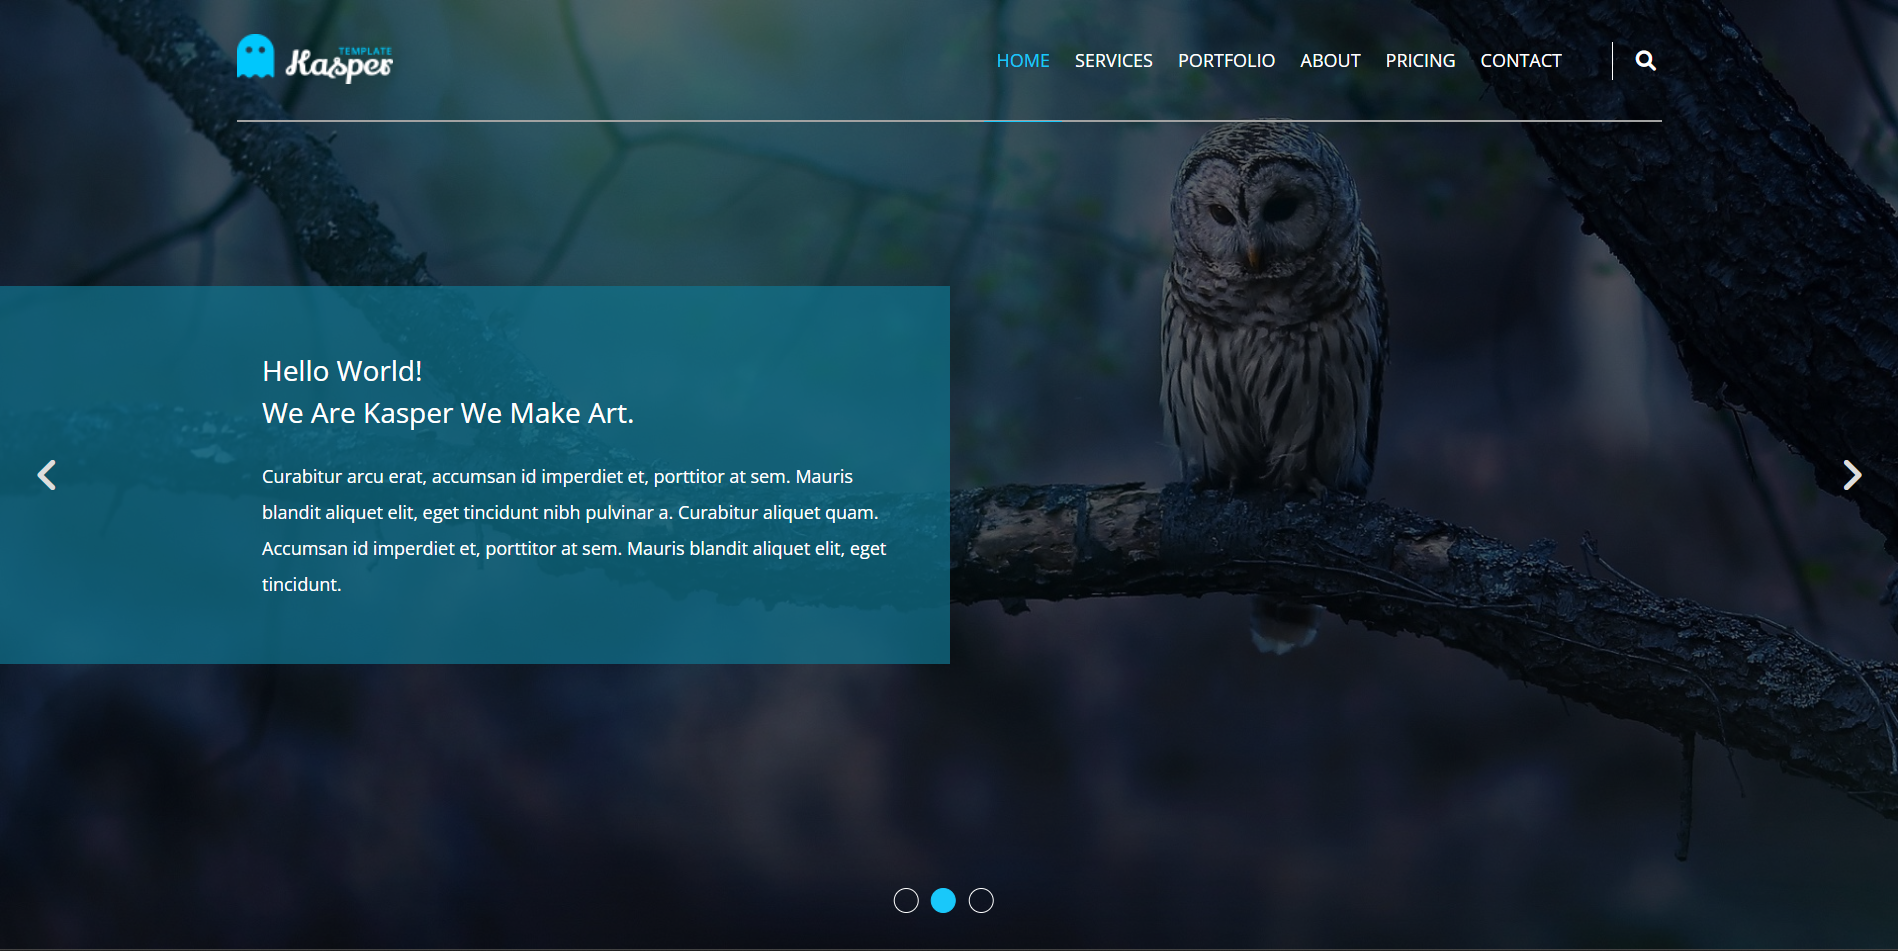 TEMPLATE
Kasper
HOME SERVICES PORTFOLIO ABOUT PRICING CONTACT
Hello World!
We Are Kasper We Make Art.
Curabitur arcu erat, accumsan id imperdiet et, porttitor at sem. Mauris
blandit aliquet elit, eget tincidunt nibh pulvinar a. Curabitur aliquet quam.
Accumsan id imperdiet et, porttitor at sem. Mauris blandit aliquet elit, eget
tincidunt.